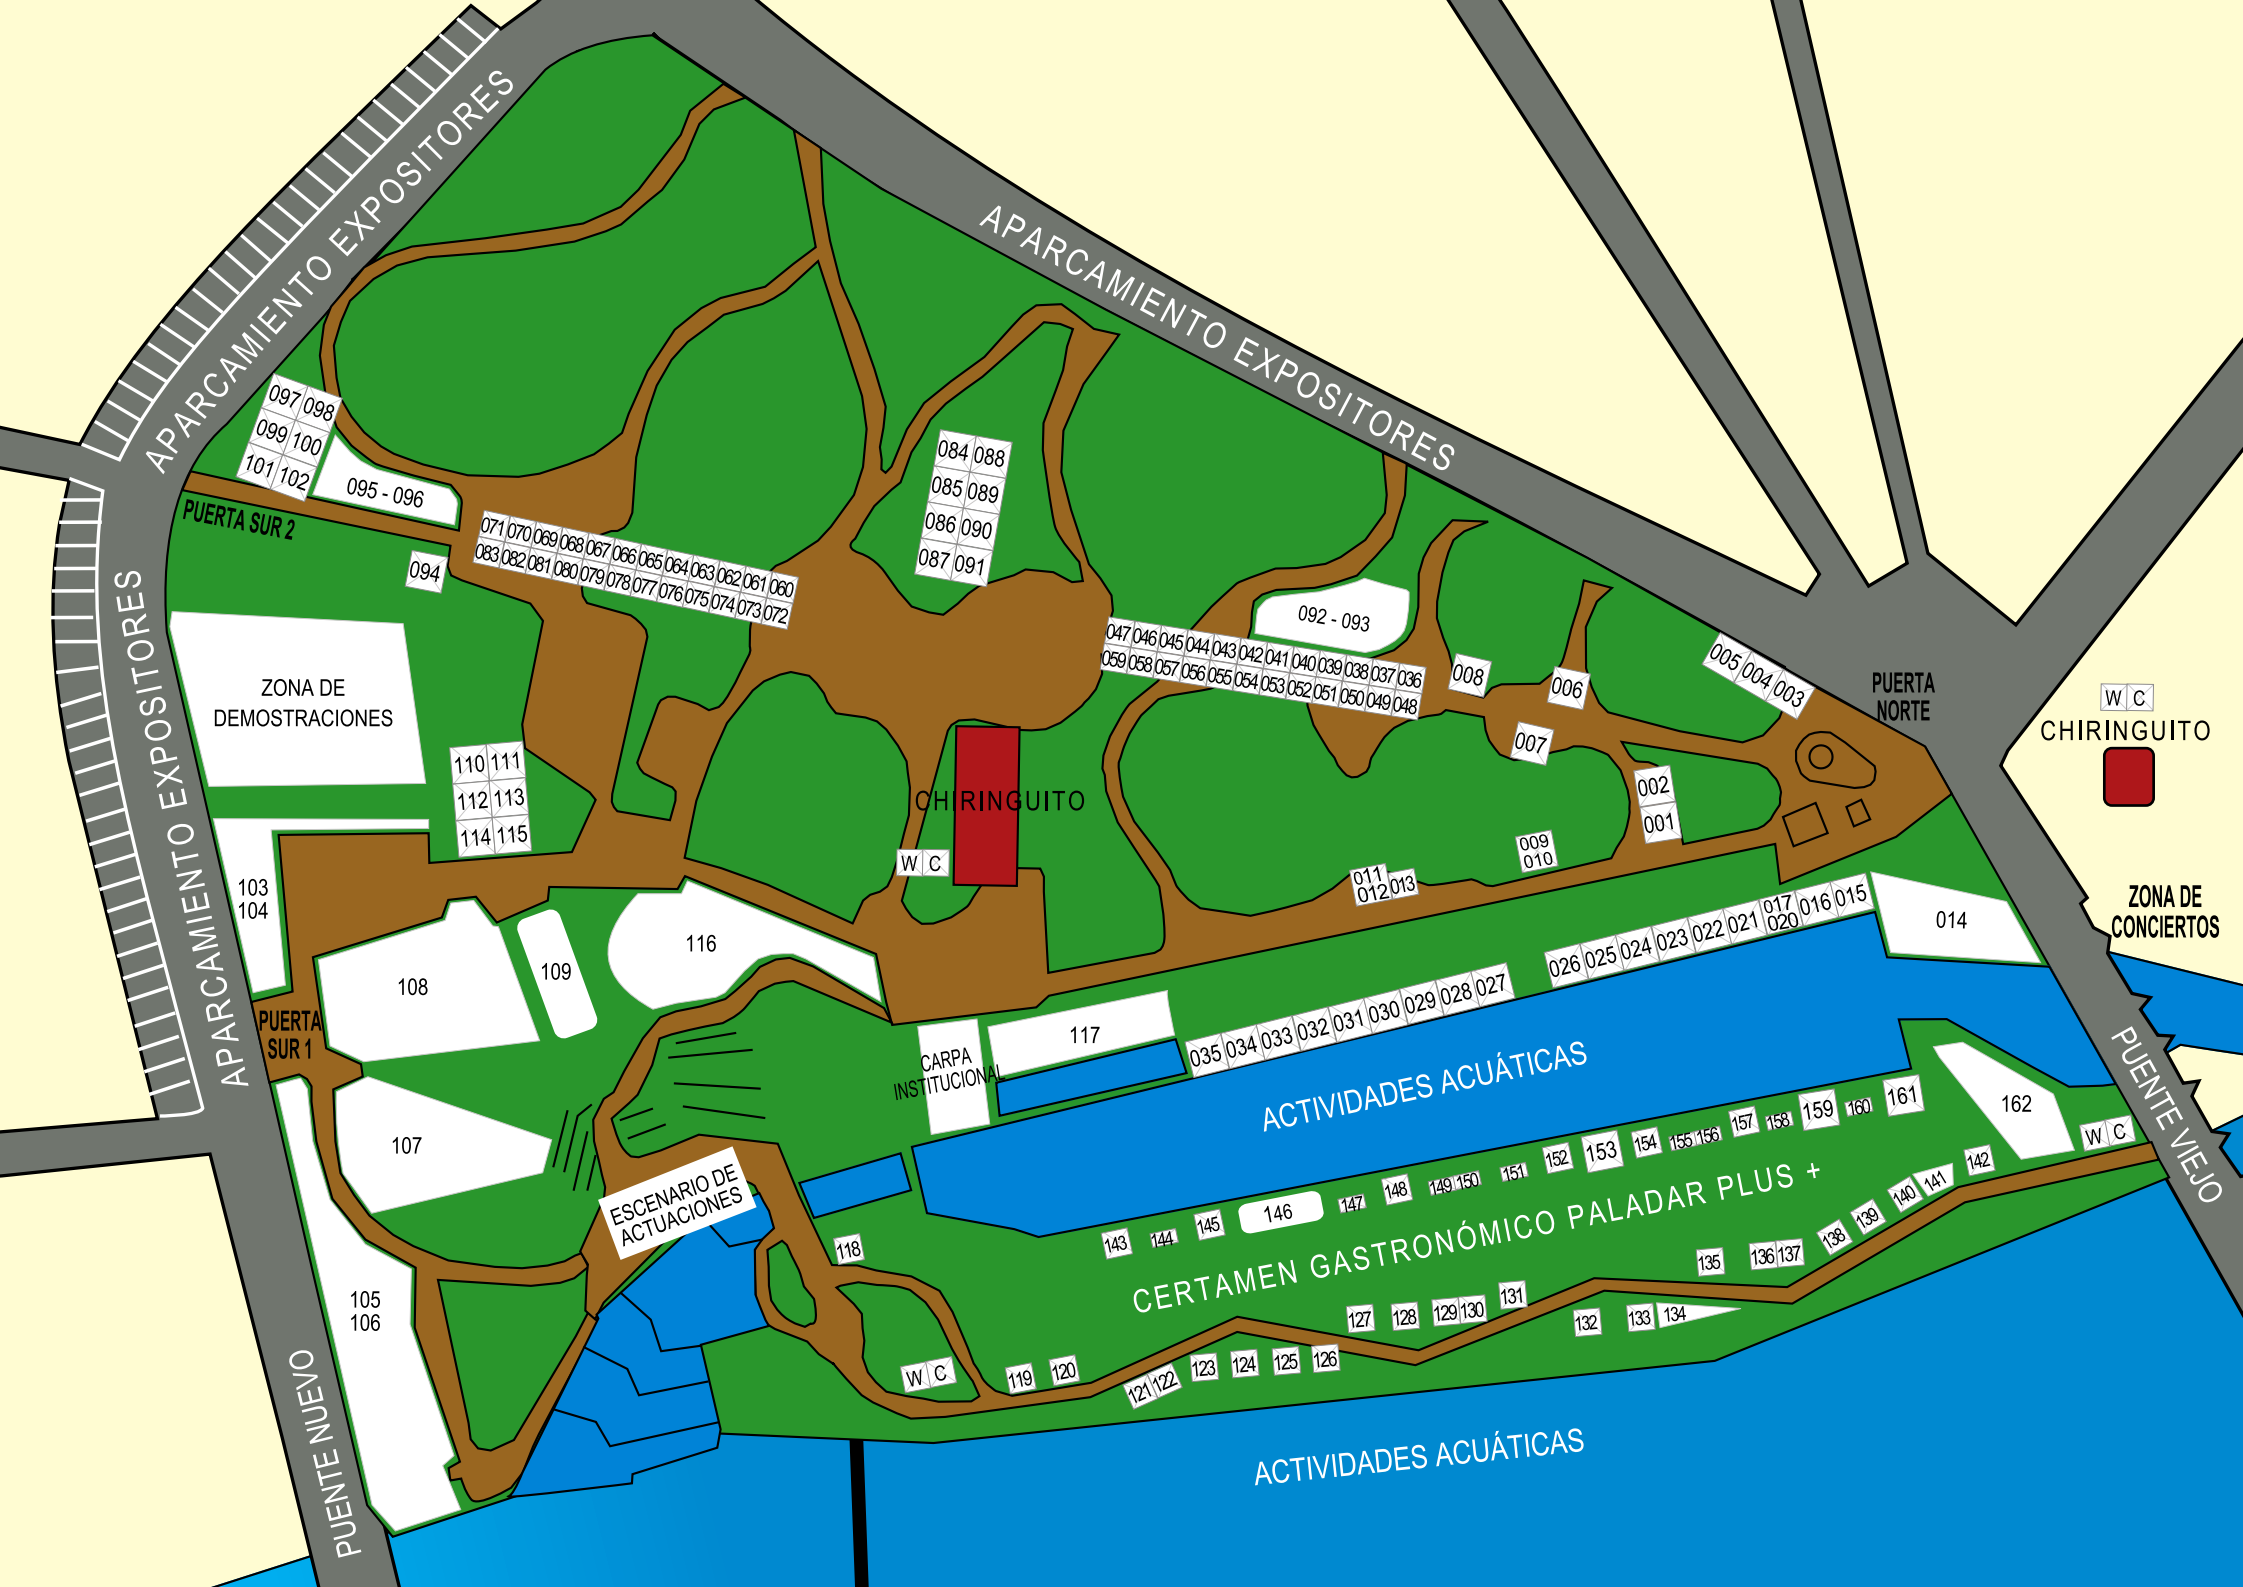 APARCAMIENTO EXPOSITORES
APARCAMIENTO EXPOSITORES
APARCAMIENTO EXPOSITORES
APARCAMIENTO
097 098
099 100
101 102
095 - 096
PUERTA SUR 2
094
071 070 069 068 067 066 065 064 063 062 061 060
083 082 081 080 079 078 077 076 075 074 073 072
084 088
085 089
086 090
087 091
092 - 093
047 046 045 044 043 042 041 040 039 038 037 036
059 058 057 056 055 054 053 052 051 050 049 048
008
006
007
005 004 003
PUERTA
NORTE
W C
CHIRINGUITO
002
001
009
010
011
012 013
ZONA DE
DEMOSTRACIONES
110 111
112 113
114 115
CHIRINGUITO
W C
103
104
108
109
116
PUERTA
SUR 1
107
105
106
PUENTE NUEVO
ESCENARIO DE
ACTUACIONES
CARPA
INSTITUCIONAL
117
035 034 033 032 031 030 029 028 027
026 025 024 023 022 021 017 016 015
020
014
ZONA DE
CONCIERTOS
PUENTE VIEJO
ACTIVIDADES ACUÁTICAS
162
W C
143 144 145 146 147 148 149 150 151 152 153 154 155 156 157 158 159 160 161
CERTAMEN GASTRONÓMICO PALADAR PLUS +
118
W C
119 120 121 122 123 124 125 126
127 128 129 130 131
132 133 134
135 136 137 138 139 140 141 142
ACTIVIDADES ACUÁTICAS